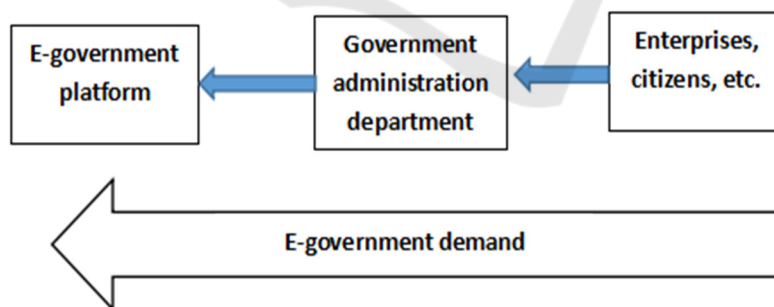 E-government
platform
Government
administration
department
Enterprises,
citizens, etc.
E-government demand